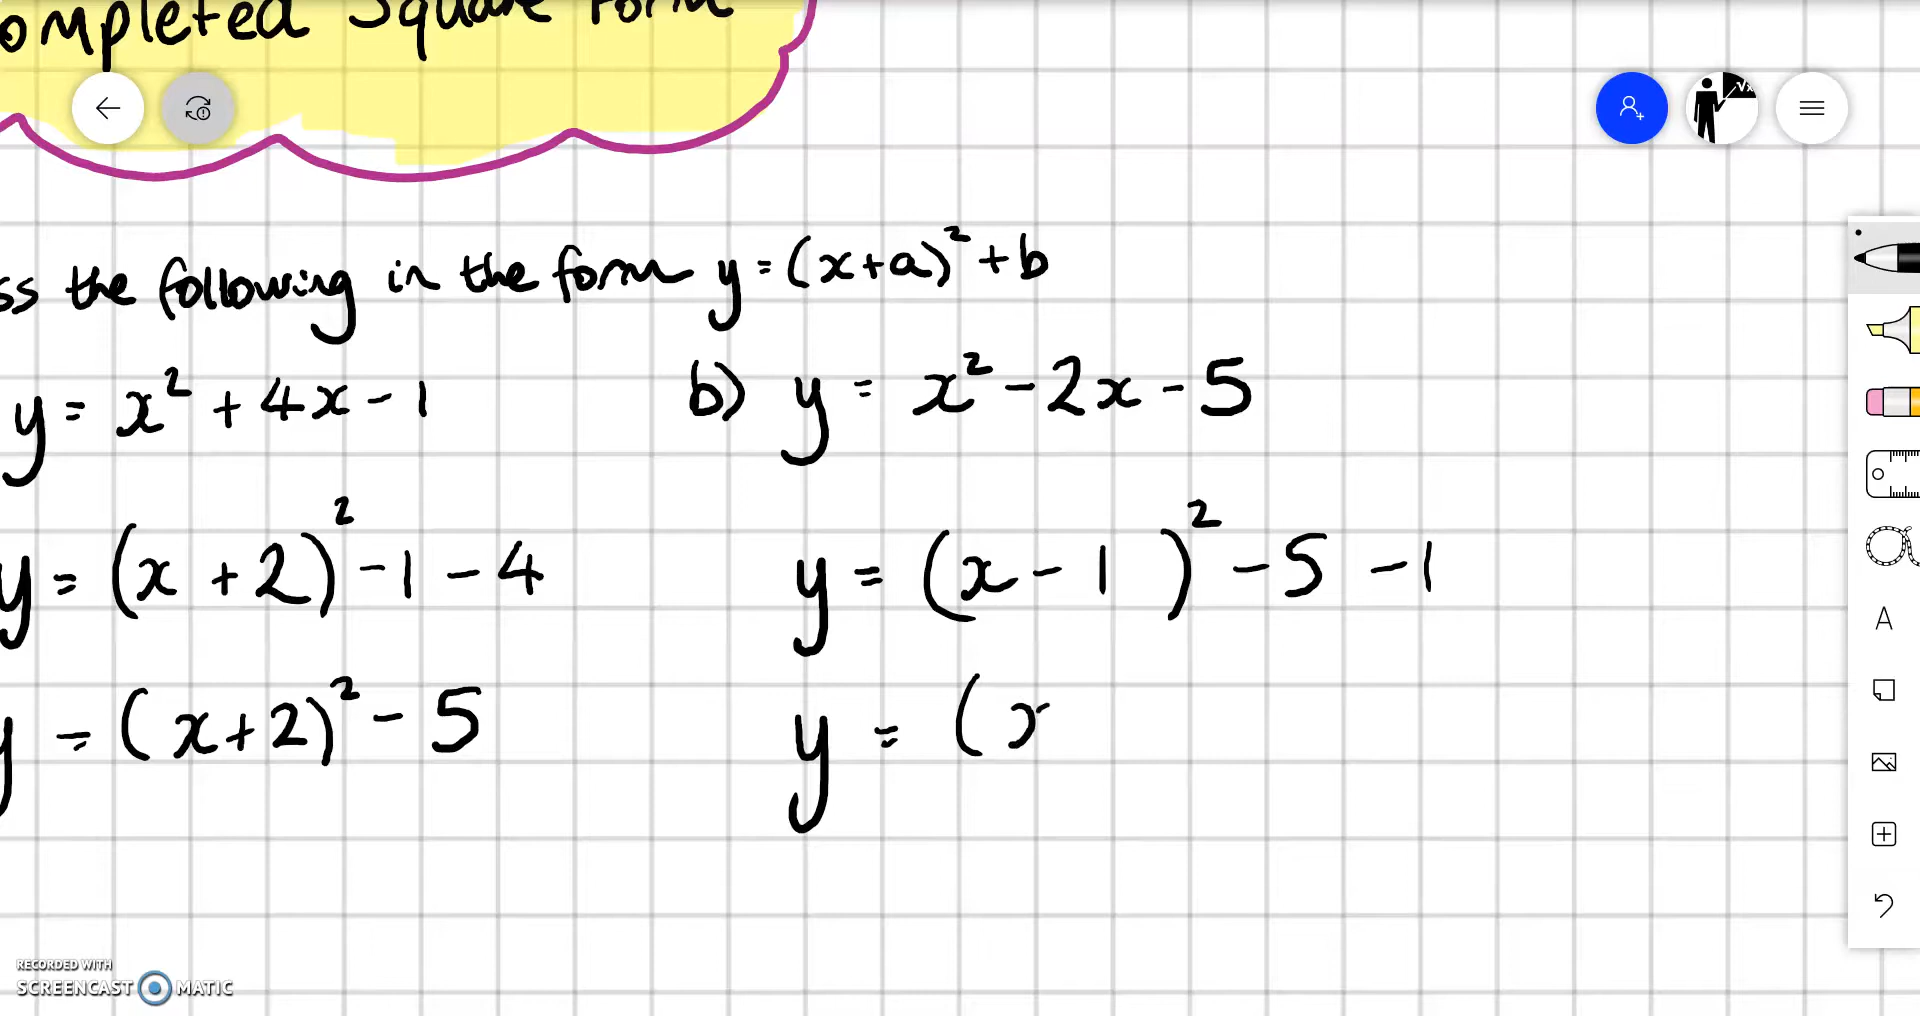 ompleted Square Form
ss the following in the form y = (x+a)² + b
y = x² + 4x - 1
y = (x + 2)² - 1 - 4
y = (x+2)² - 5
b) y = x² - 2x - 5
y = (x - 1 )² - 5 - 1
y = (x
A
RECORDED WITH
SCREENCAST MATIC